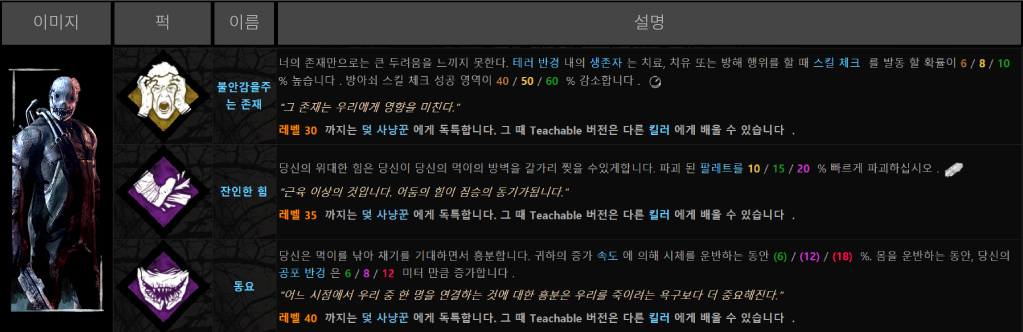 이미지 퍽 이름 설명
너의 존재만으로는 큰 두려움을 느끼지 못한다. 테러 반경 내의 생존자 는 치료, 치유 또는 방해 행위를 할 때 스킬 체크 를 발동 할 확률이 6 / 8 / 10
% 높습니다 . 방아쇠 스킬 체크 성공 영역이 40 / 50 / 60 % 감소합니다 .
불안감을주
는 존재
"그 존재는 우리에게 영향을 미친다."
레벨 30 까지는 덫 사냥꾼 에게 독특합니다. 그 때 Teachable 버전은 다른 킬러 에게 배울 수 있습니다 .
당신의 위대한 힘은 당신이 당신의 먹이의 방벽을 갈가리 찢을 수있게합니다. 파괴 된 팔레트를 10 / 15 / 20 % 빠르게 파괴하십시오 .
잔인한 힘
"근육 이상의 것입니다. 어둠의 힘이 짐승의 동기가됩니다."
레벨 35 까지는 덫 사냥꾼 에게 독특합니다. 그 때 Teachable 버전은 다른 킬러 에게 배울 수 있습니다 .
당신은 먹이를 낚아 채기를 기대하면서 흥분합니다. 귀하의 증가 속도 에 의해 시체를 운반하는 동안 (6) / (12) / (18) %. 몸을 운반하는 동안, 당신의
공포 반경 은 6 / 8 / 12 미터 만큼 증가합니다 .
동요
"어느 시점에서 우리 중 한 명을 연결하는 것에 대한 흥분은 우리를 죽이려는 욕구보다 더 중요해진다."
레벨 40 까지는 덫 사냥꾼 에게 독특합니다. 그 때 Teachable 버전은 다른 킬러 에게 배울 수 있습니다 .